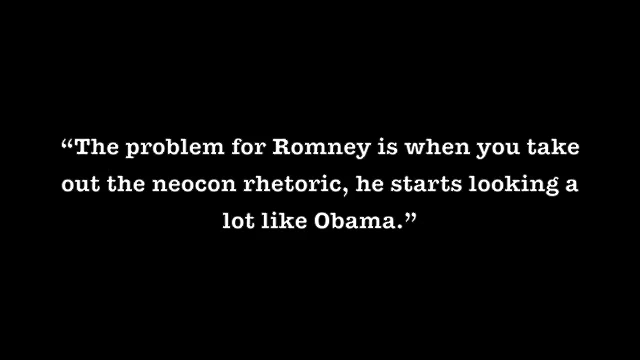 “The problem for Romney is when you take
out the neocon rhetoric, he starts looking a
lot like Obama.”